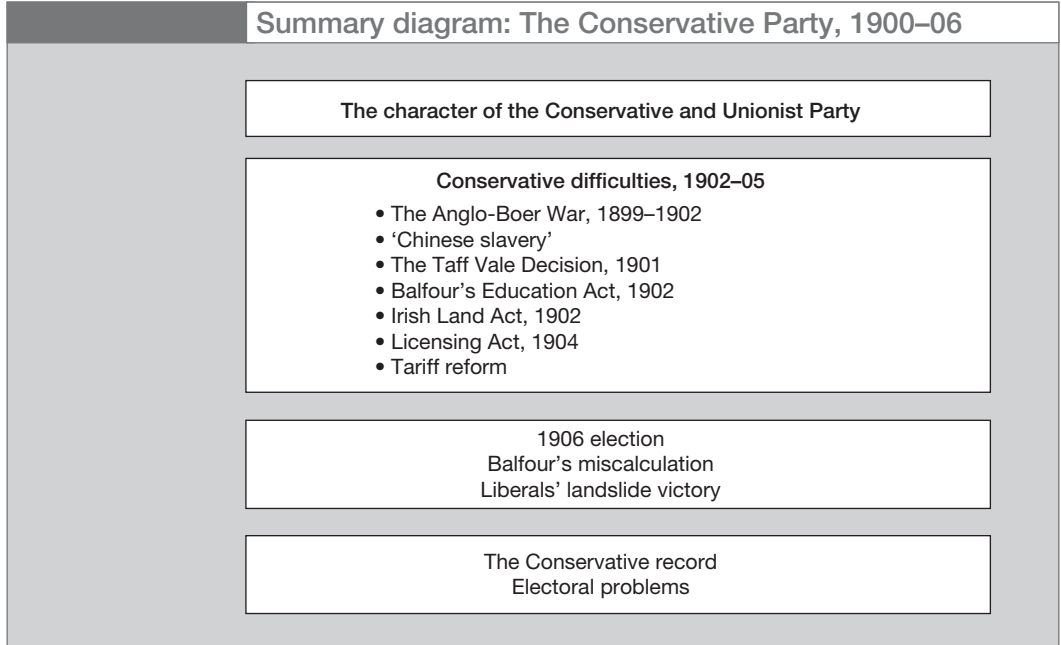 Summary diagram: The Conservative Party, 1900–06
The character of the Conservative and Unionist Party
Conservative difficulties, 1902–05
• The Anglo-Boer War, 1899–1902
• ‘Chinese slavery’
• The Taff Vale Decision, 1901
• Balfour’s Education Act, 1902
• Irish Land Act, 1902
• Licensing Act, 1904
• Tariff reform
1906 election
Balfour’s miscalculation
Liberals’ landslide victory
The Conservative record
Electoral problems